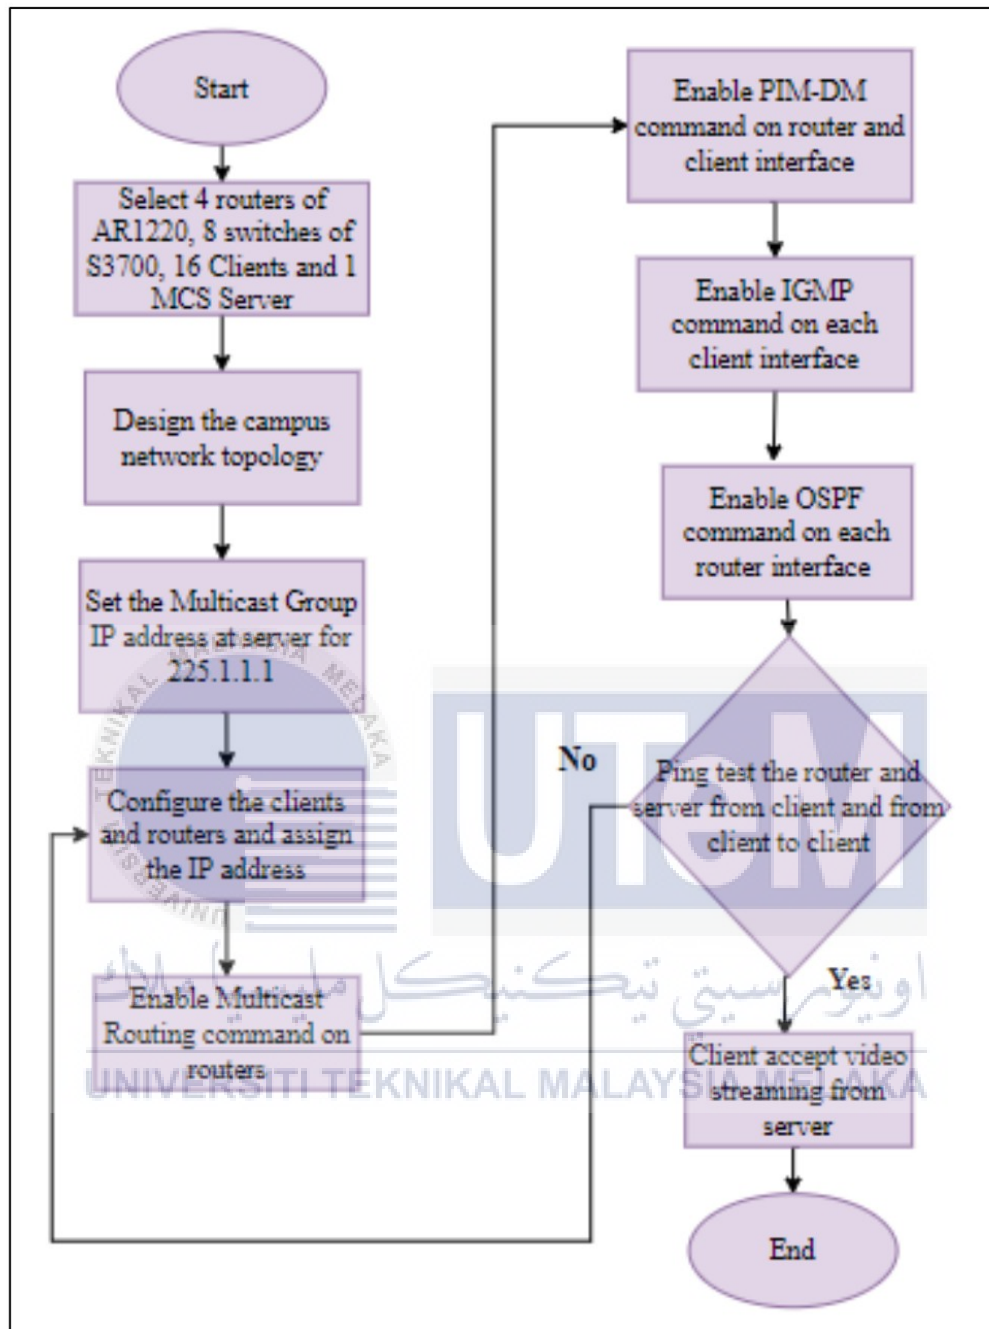 Start
Select 4 routers of
AR1220, 8 switches of
S3700, 16 Clients and 1
MCS Server
Design the campus
network topology
Set the Multicast Group
IP address at server for
225.1.1.1
Configure the clients
and routers and assign
the IP address
Enable Multicast
Routing command on
routers
Enable PIM-DM
command on router and
client interface
Enable IGMP
command on each
client interface
Enable OSPF
command on each
router interface
Ping test the router and
server from client and from
client to client
No
Yes
Client accept video
streaming from
server
End
UNIVERSITI TEKNIKAL MALAYSIA MELAKA
UTeM
اونيورسيتي تيكنيكل مليسيا ملاك
UNIVERSITI TEKNIKAL MALAYSIA MELAKA